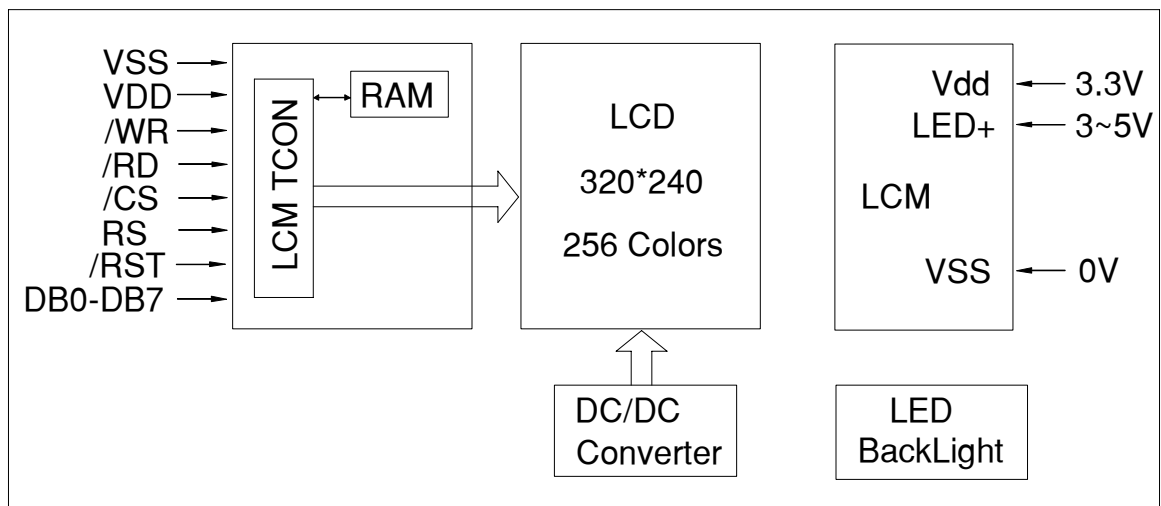 VSS
VDD
/WR
/RD
/CS
RS
/RST
DB0-DB7
LCM TCON
RAM
LCD
320*240
256 Colors
DC/DC
Converter
Vdd
3.3V
LED+
3~5V
LCM
VSS
0V
LED
BackLight